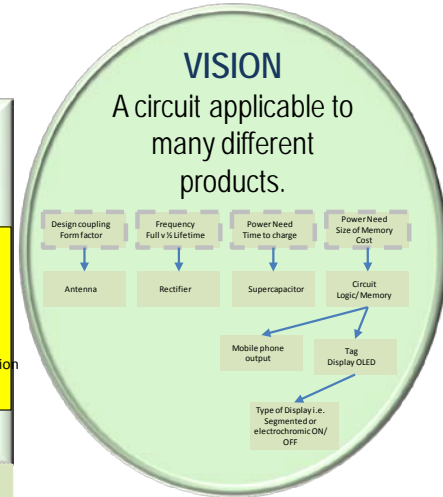 VISION
A circuit applicable to
many different
products.
Design coupling
Form factor
Frequency
Full v ½ Lifetime
Power Need
Time to charge
Power Need
Size of Memory
Cost
Antenna
Rectifier
Supercapacitor
Circuit
Logic/ Memory
Mobile phone
output
Tag
Display OLED
Type of Display i.e.
Segmented or
electrochromic ON/
OFF
ion